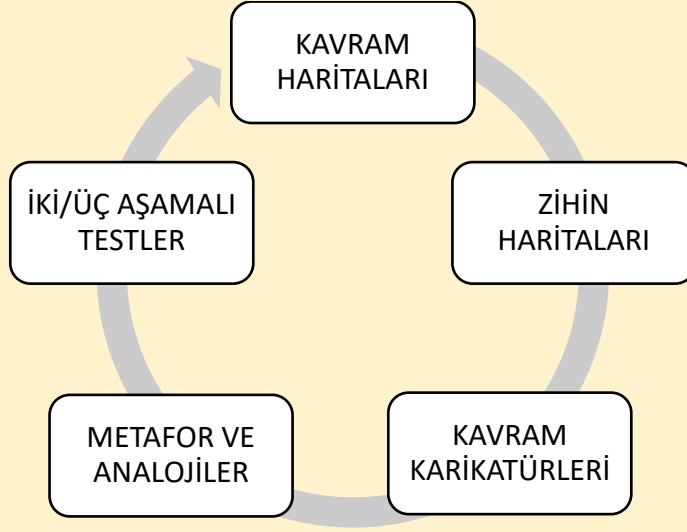 KAVRAM
HARİTALARI
ZİHİN
HARİTALARI
KAVRAM
KARİKATÜRLERİ
METAFOR VE
ANALOJİLER
İKİ/ÜÇ AŞAMALI
TESTLER